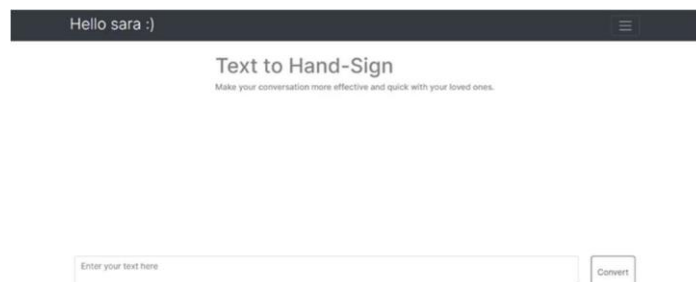 Hello sara :)
Text to Hand-Sign
Make your conversation more effective and quick with your loved ones.
Enter your text here
Convert